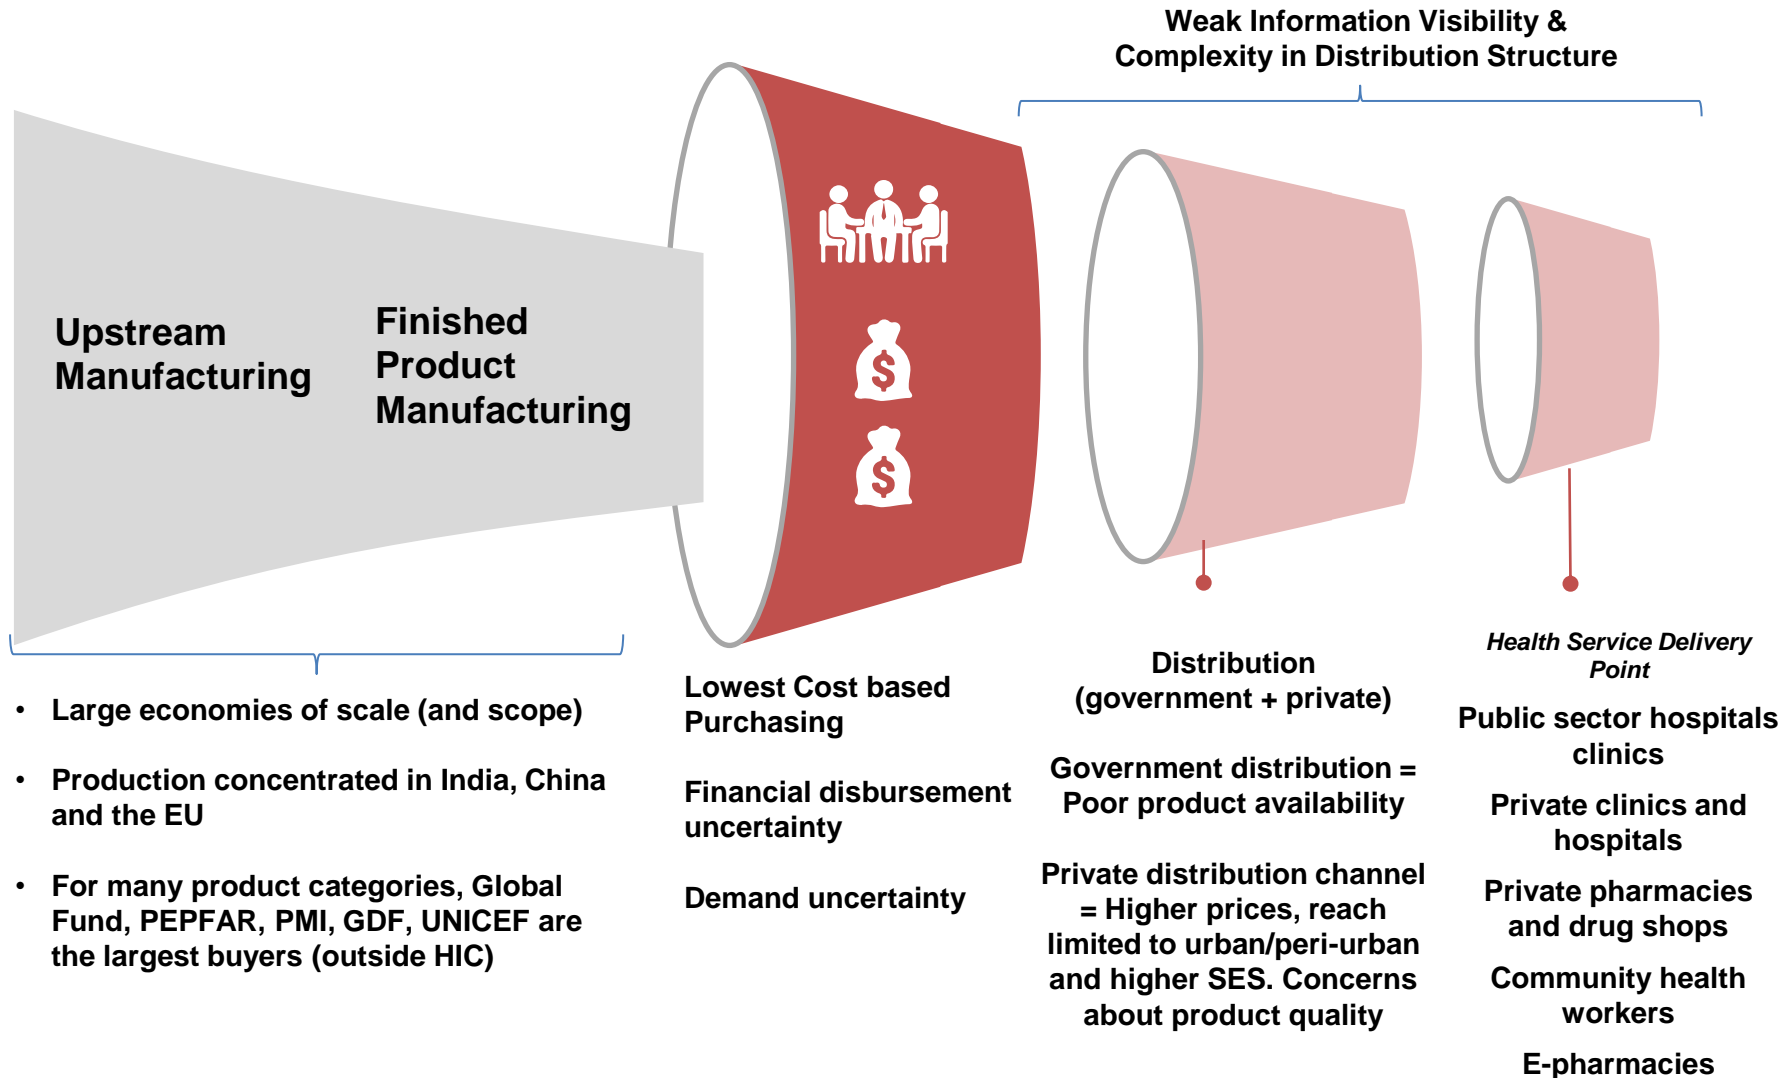 Weak Information Visibility &
Complexity in Distribution Structure
Upstream
Manufacturing
Finished
Product
Manufacturing
$
$
• Large economies of scale (and scope)
• Production concentrated in India, China
and the EU
• For many product categories, Global
Fund, PEPFAR, PMI, GDF, UNICEF are
the largest buyers (outside HIC)
Lowest Cost based
Purchasing
Financial disbursement
uncertainty
Demand uncertainty
Distribution
(government + private)
Government distribution =
Poor product availability
Private distribution channel
= Higher prices, reach
limited to urban/peri-urban
and higher SES. Concerns
about product quality
Health Service Delivery
Point
Public sector hospitals
clinics
Private clinics and
hospitals
Private pharmacies
and drug shops
Community health
workers
E-pharmacies